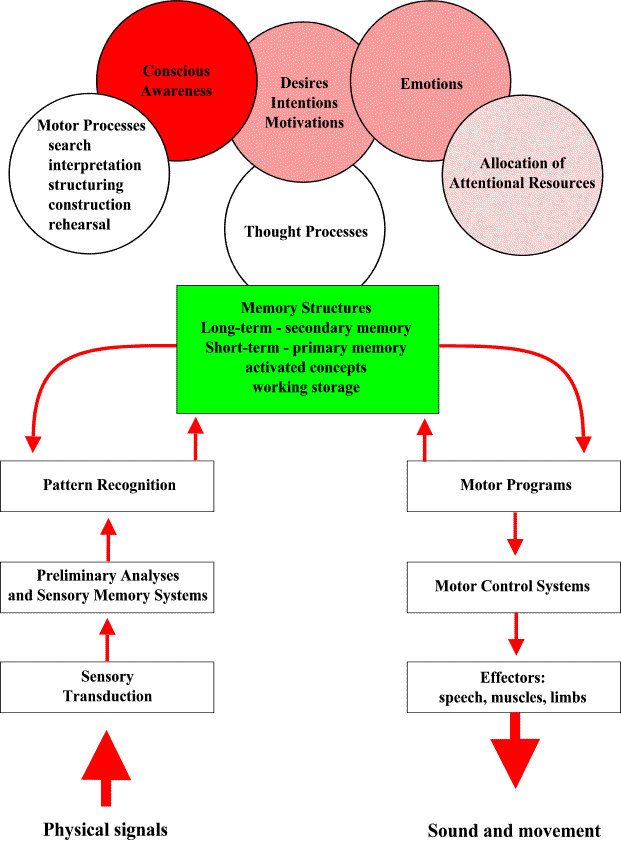 Conscious
Awareness
Desires
Intentions
Motivations
Emotions
Motor Processes
search
interpretation
structuring
construction
rehearsal
Allocation of
Attentional Resources
Thought Processes
Memory Structures
Long-term - secondary memory
Short-term - primary memory
activated concepts
working storage
Pattern Recognition
Motor Programs
Preliminary Analyses
and Sensory Memory Systems
Motor Control Systems
Sensory
Transduction
Effectors:
speech, muscles, limbs
Physical signals
Sound and movement